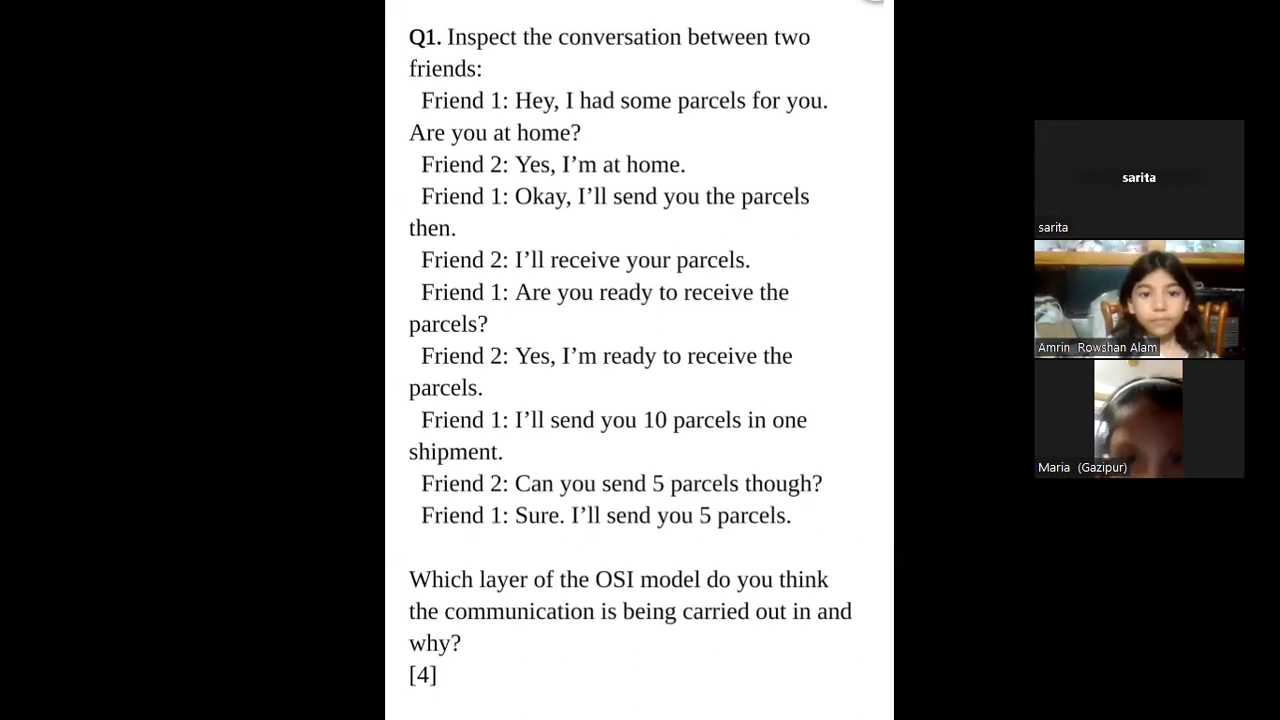 Q1. Inspect the conversation between two
friends:
Friend 1: Hey, I had some parcels for you.
Are you at home?
Friend 2: Yes, I’m at home.
Friend 1: Okay, I’ll send you the parcels
then.
Friend 2: I’ll receive your parcels.
Friend 1: Are you ready to receive the
parcels?
Friend 2: Yes, I’m ready to receive the
parcels.
Friend 1: I’ll send you 10 parcels in one
shipment.
Friend 2: Can you send 5 parcels though?
Friend 1: Sure. I’ll send you 5 parcels.
Which layer of the OSI model do you think
the communication is being carried out in and
why?
[4]
sarita
sarita
Amrin Rowshan Alam
Maria (Gazipur)